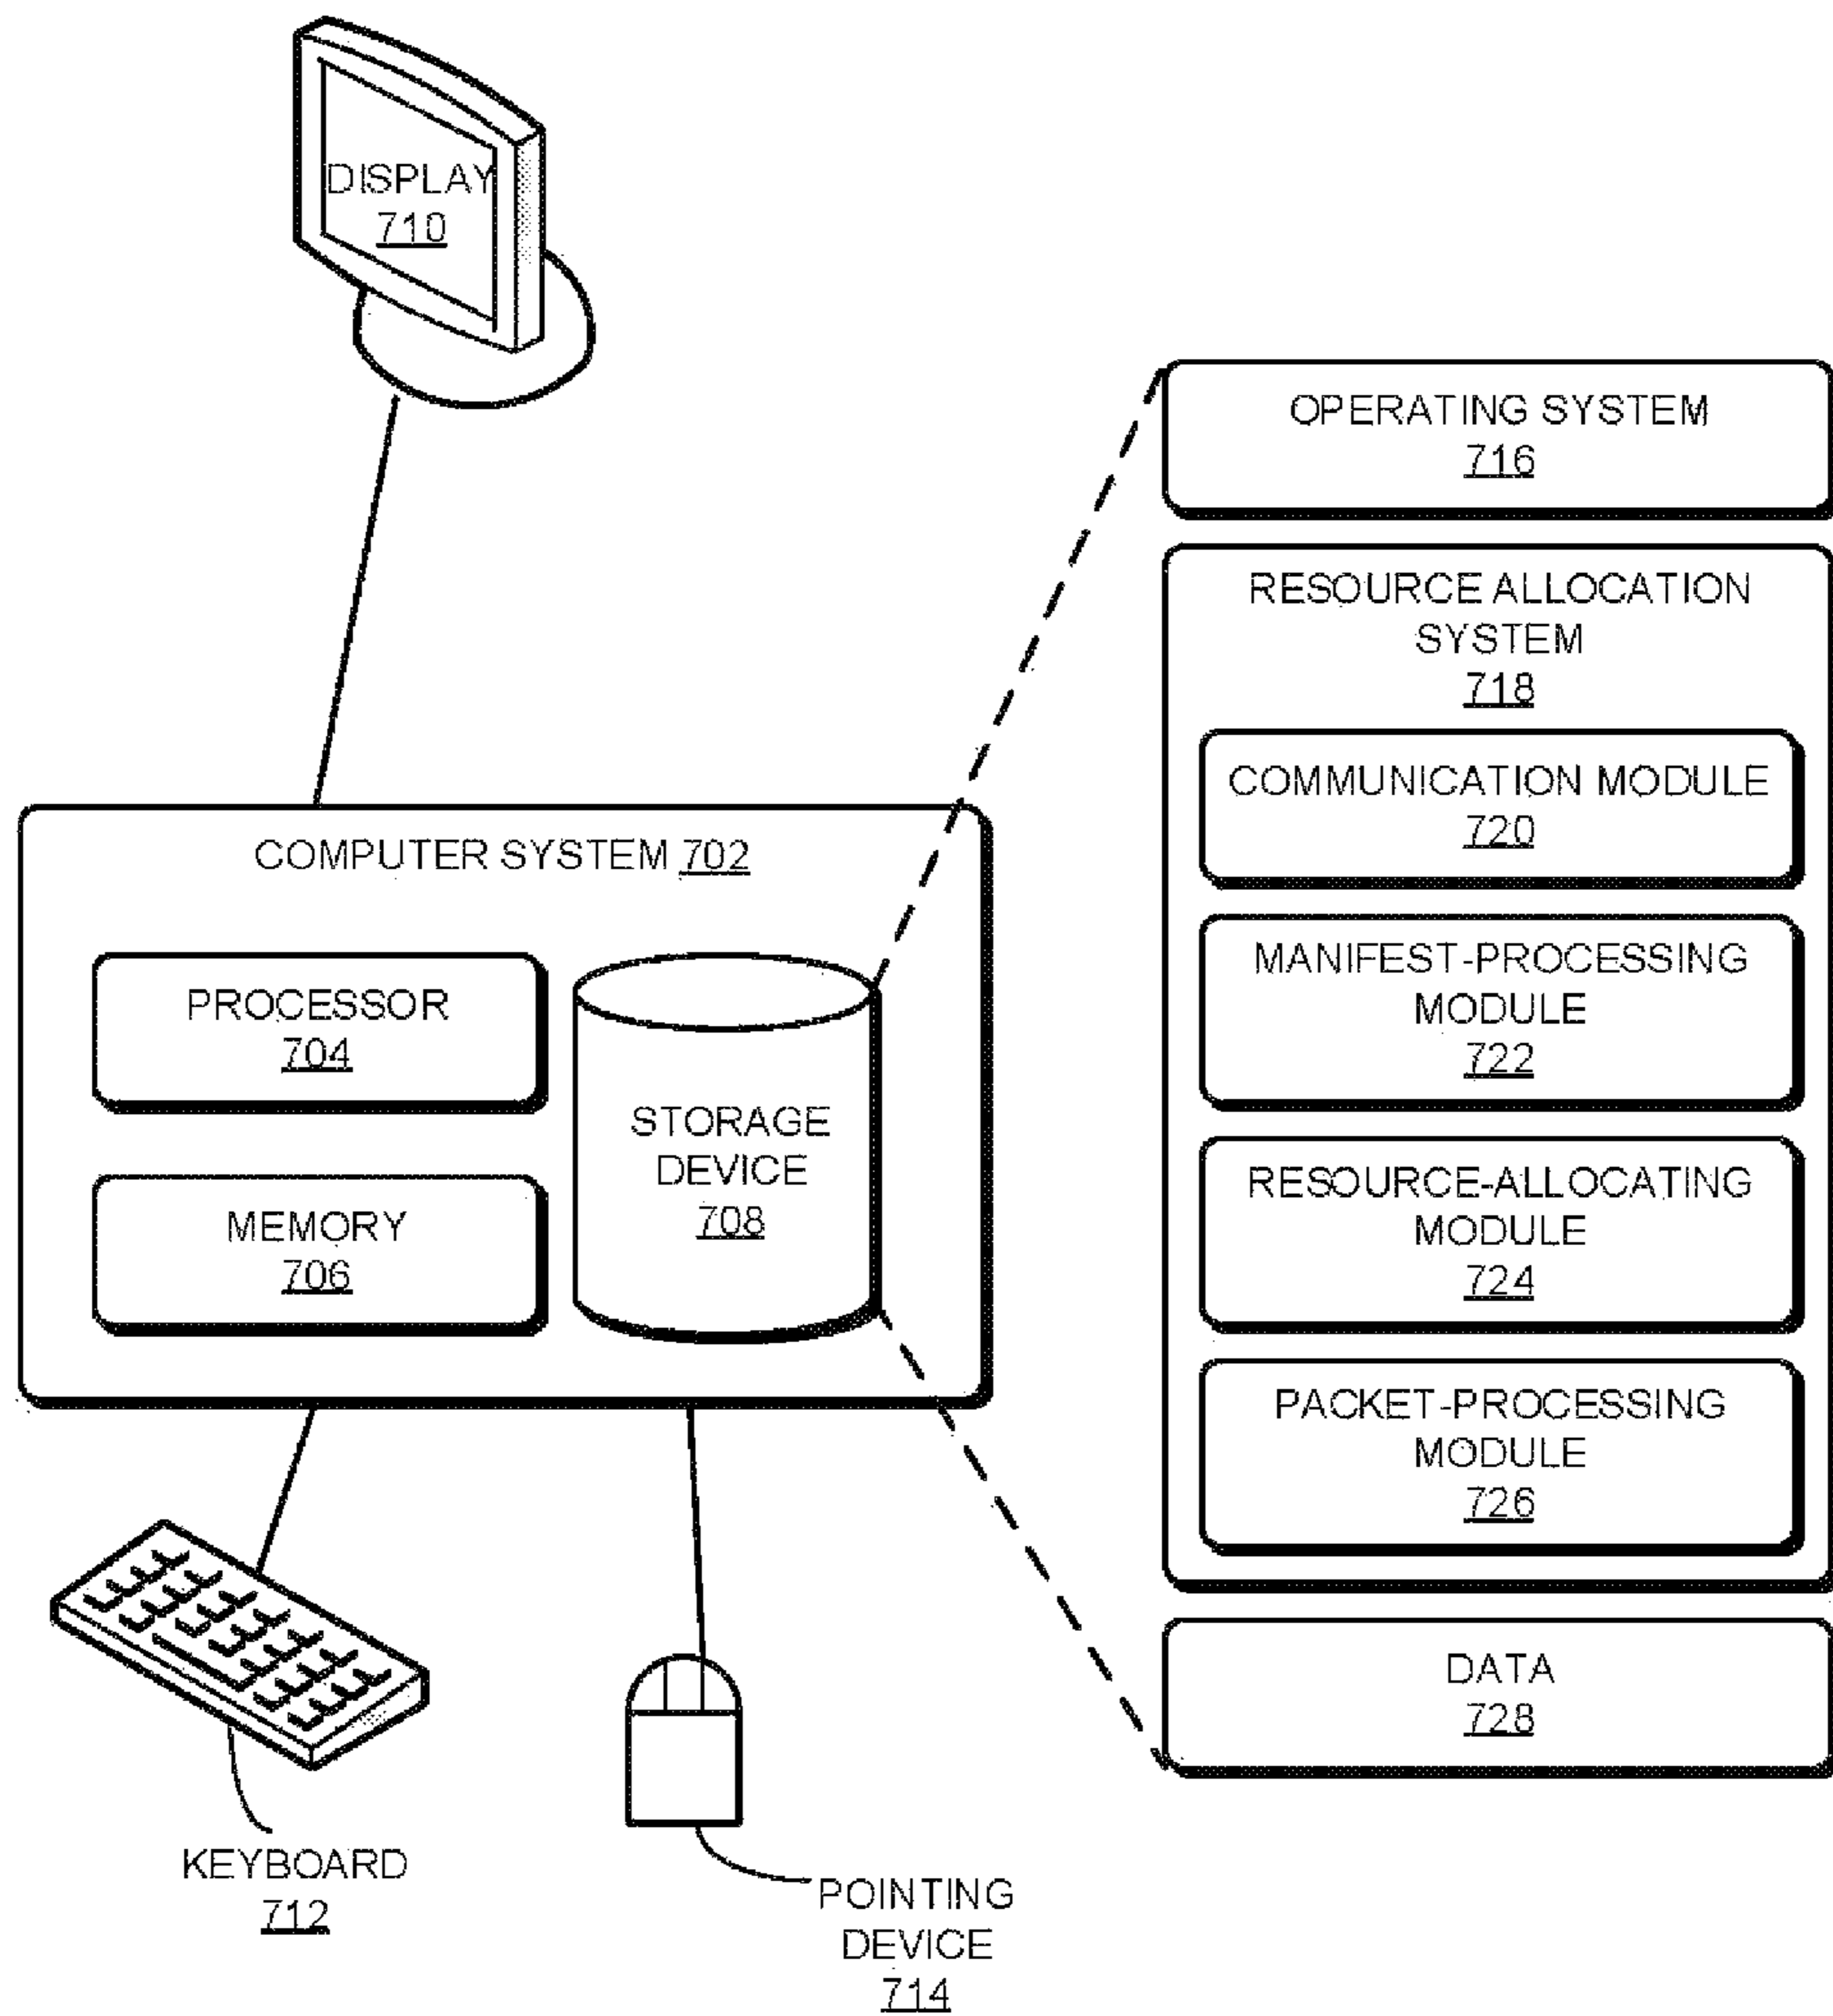 DISPLAY
710
COMPUTER SYSTEM 702
PROCESSOR
704
MEMORY
706
STORAGE
DEVICE
708
KEYBOARD
712
POINTING
DEVICE
714
OPERATING SYSTEM
716
RESOURCE ALLOCATION
SYSTEM
718
COMMUNICATION MODULE
720
MANIFEST-PROCESSING
MODULE
722
RESOURCE-ALLOCATING
MODULE
724
PACKET-PROCESSING
MODULE
726
DATA
728